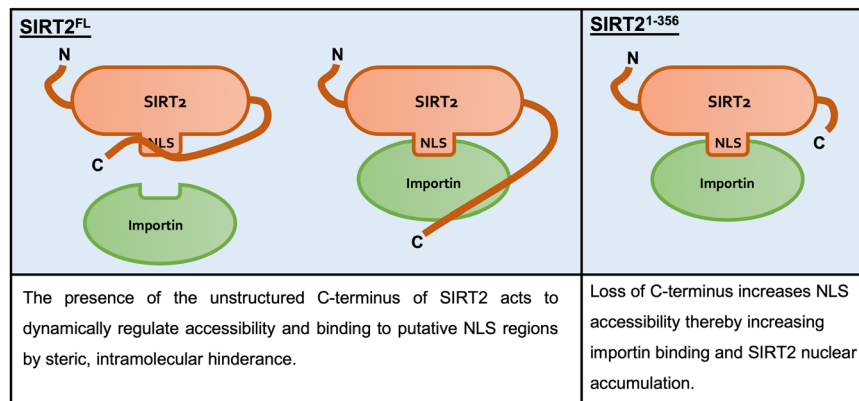 SIRT2FL
N
SIRT2
NLS
C
Importin
SIRT2
NLS
Importin
C
The presence of the unstructured C-terminus of SIRT2 acts to
dynamically regulate accessibility and binding to putative NLS regions
by steric, intramolecular hinderance.
SIRT21-356
N
SIRT2
C
NLS
Importin
Loss of C-terminus increases NLS
accessibility thereby increasing
importin binding and SIRT2 nuclear
accumulation.